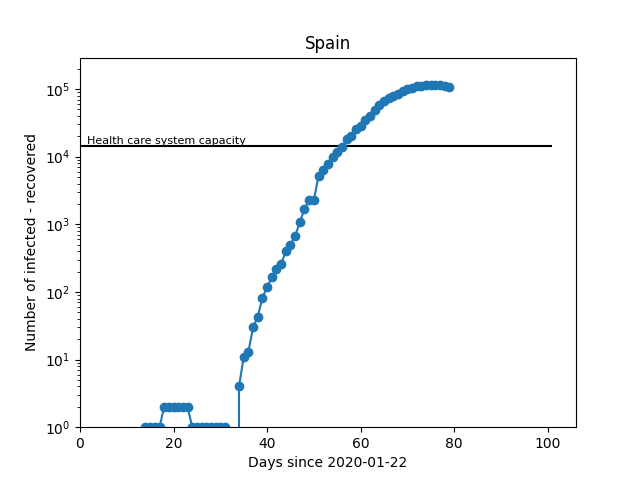 Spain
Number of infected - recovered
10^5
10^4
10^3
10^2
10^1
10^0
Health care system capacity
0 20 40 60 80 100
Days since 2020-01-22